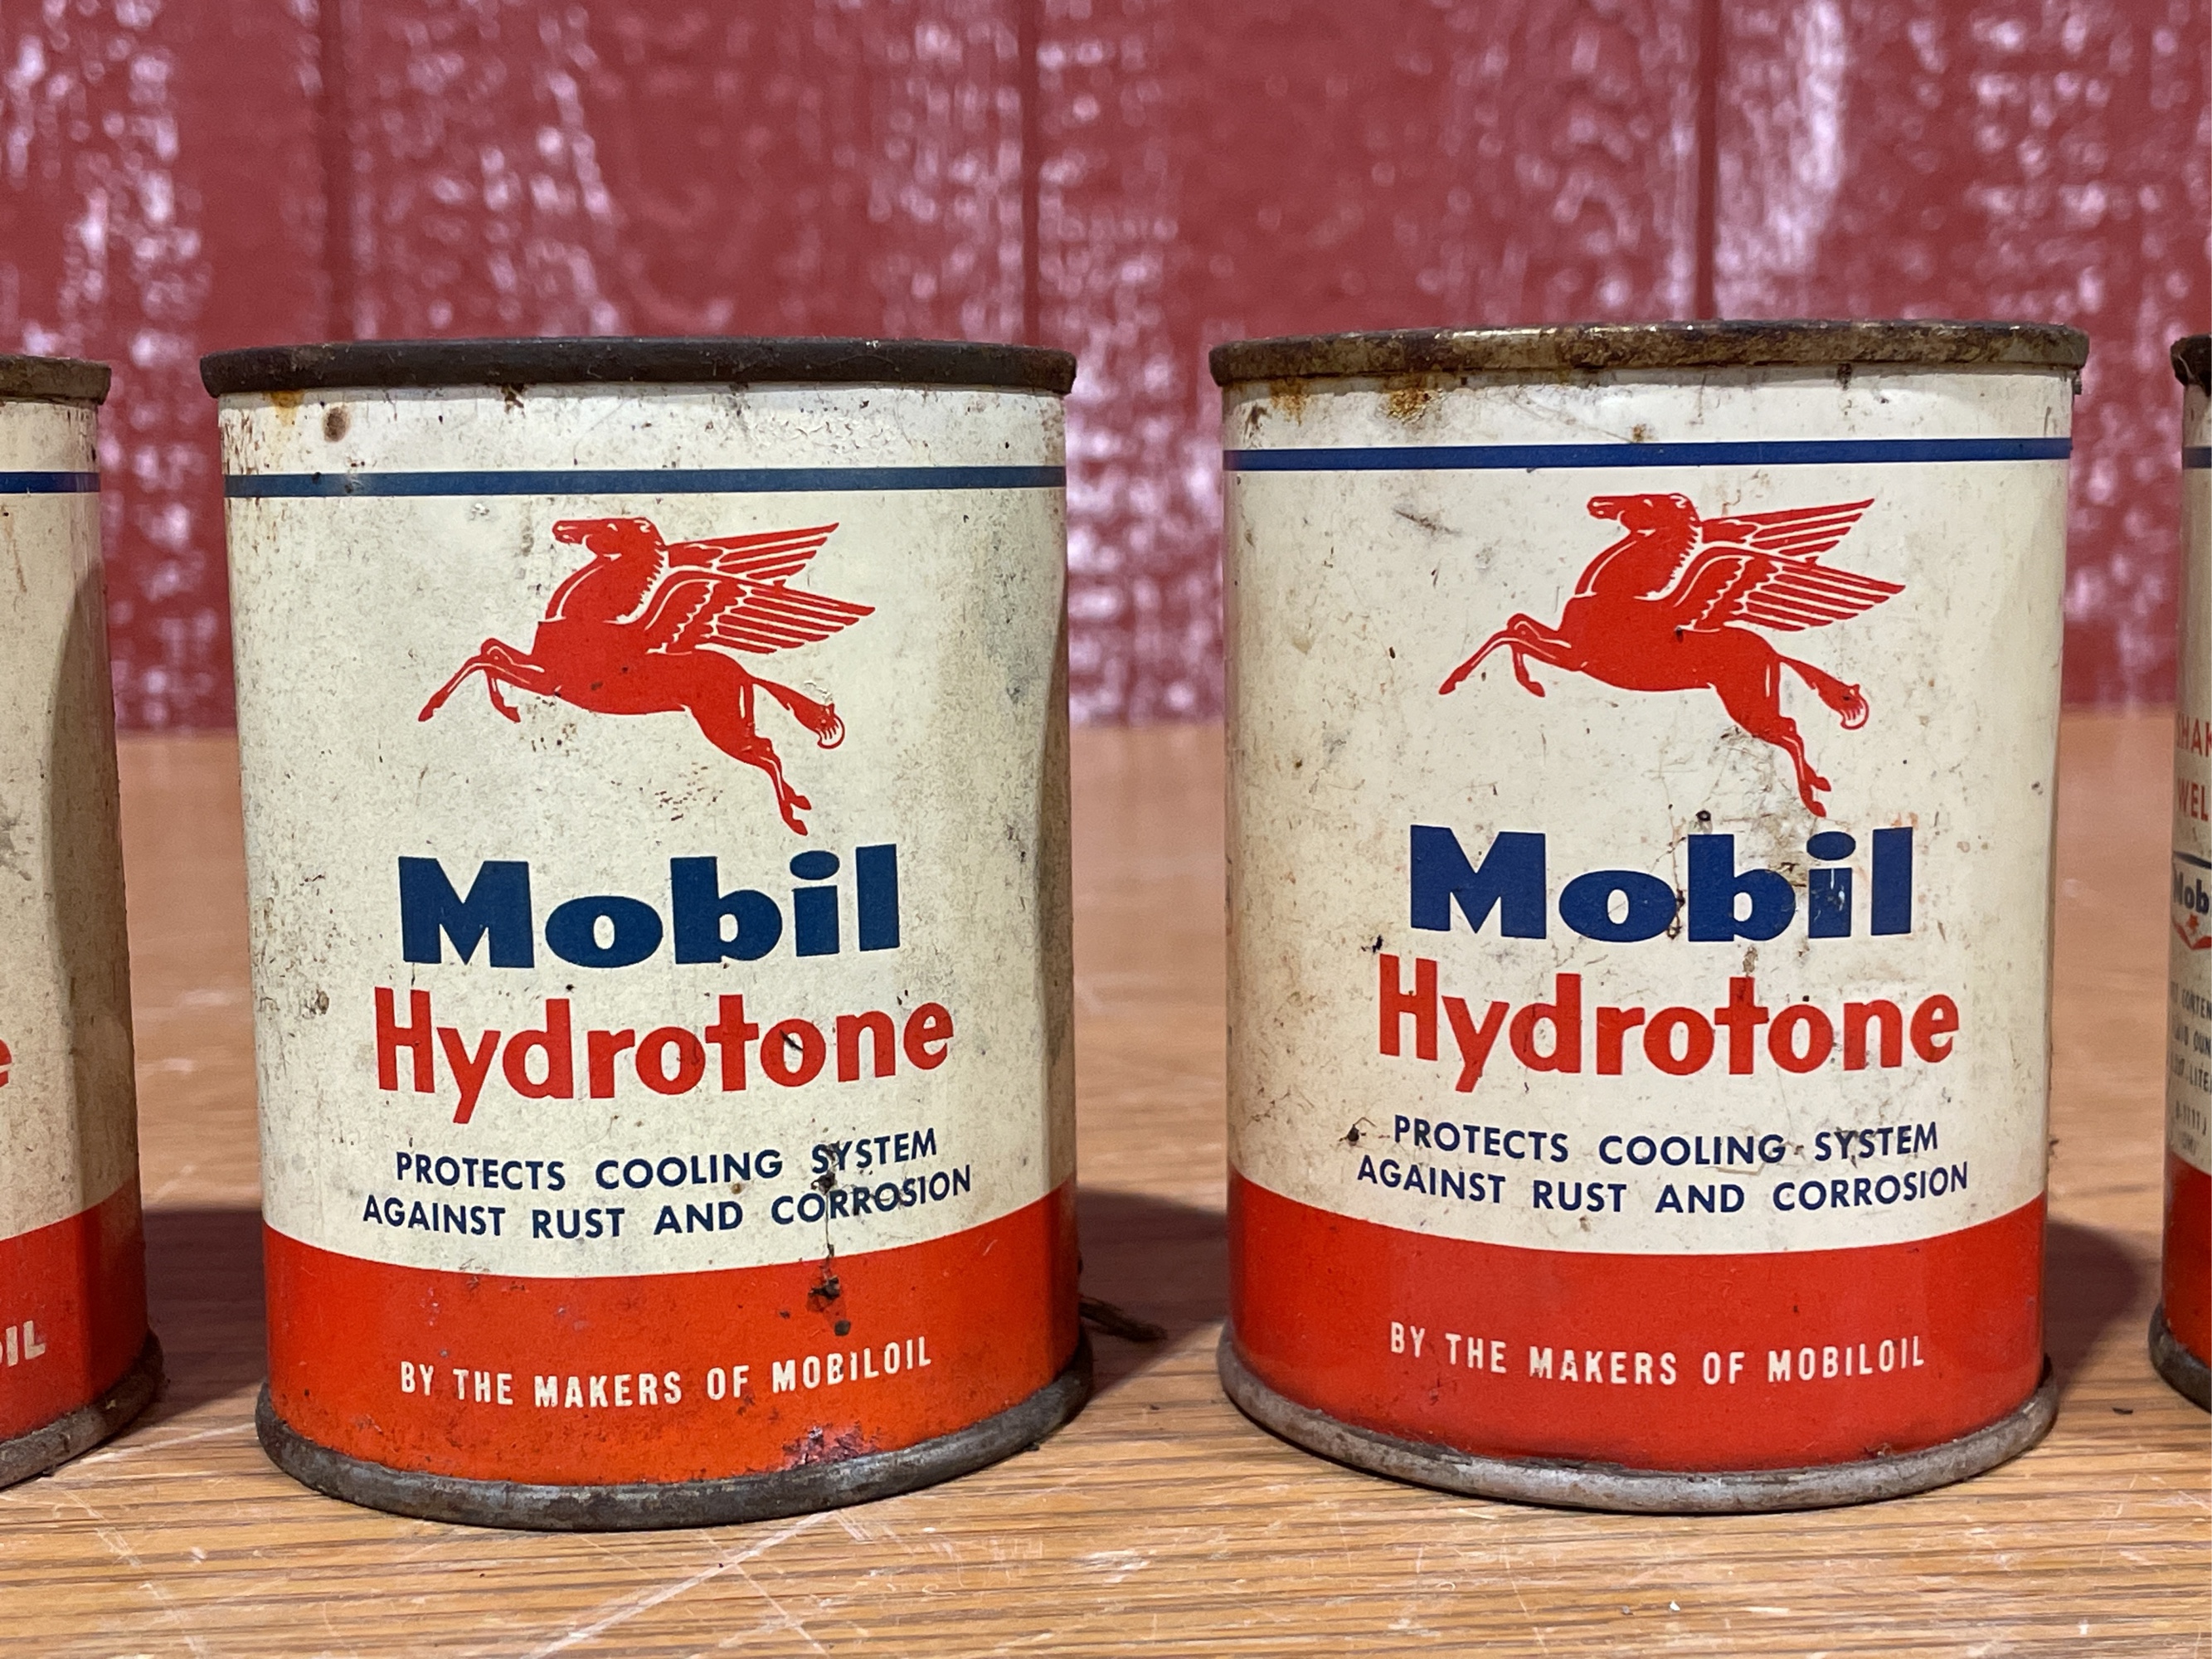 Mobil
Hydrotone
PROTECTS COOLING SYSTEM
AGAINST RUST AND CORROSION
BY THE MAKERS OF MOBILOIL
Mobil
Hydrotone
PROTECTS COOLING SYSTEM
AGAINST RUST AND CORROSION
BY THE MAKERS OF MOBILOIL